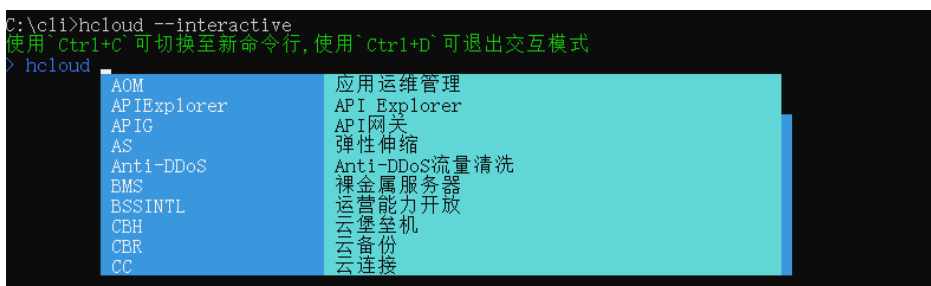 C:\cli>hcloud --interactive
使用`Ctrl+C`可切换至新命令行,使用`Ctrl+D`可退出交互模式
> hcloud
AOM 应用运维管理
APIExplorer API Explorer
APIG API网关
AS 弹性伸缩
Anti-DDoS Anti-DDoS流量清洗
BMS 裸金属服务器
BSSINTL 运营能力开放
CBH 云堡垒机
CBR 云备份
CC 云连接